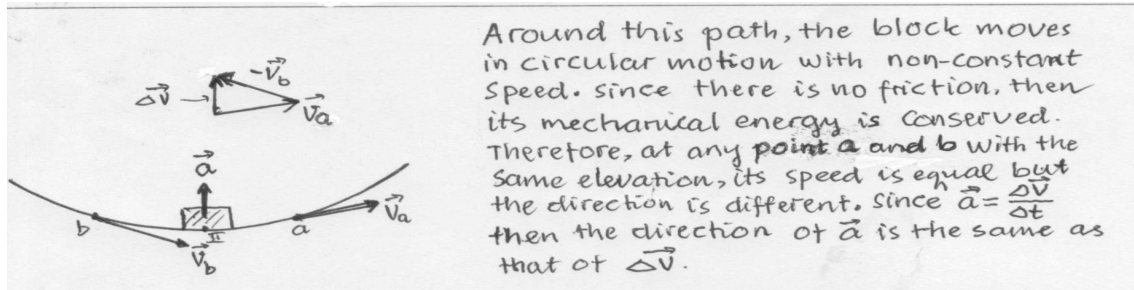 -v⃗b
Δv⃗ →
v⃗a
a⃗
b
II
a
v⃗a
v⃗b
Around this path, the block moves
in circular motion with non-constant
speed. since there is no friction, then
its mechanical energy is conserved.
Therefore, at any point a and b with the
same elevation, its speed is equal but
the direction is different. Since a⃗ = Δv⃗/Δt
then the direction of a⃗ is the same as
that of Δv⃗.